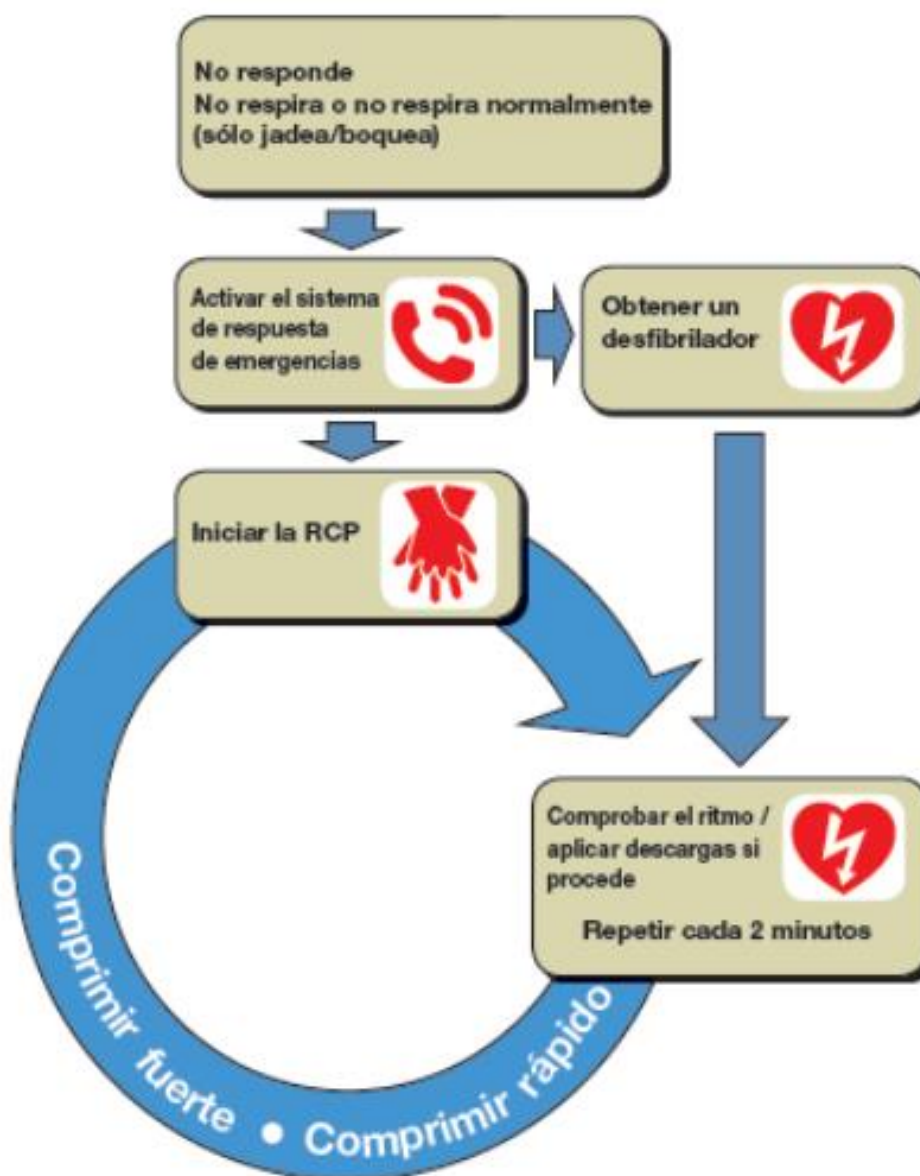 No responde
No respira o no respira normalmente
(sólo jadea/boquea)
Activar el sistema
de respuesta
de emergencias
Obtener un
desfibrilador
Iniciar la RCP
Comprobar el ritmo /
aplicar descargas si
procede
Repetir cada 2 minutos
Comprimir fuerte • Comprimir rápido